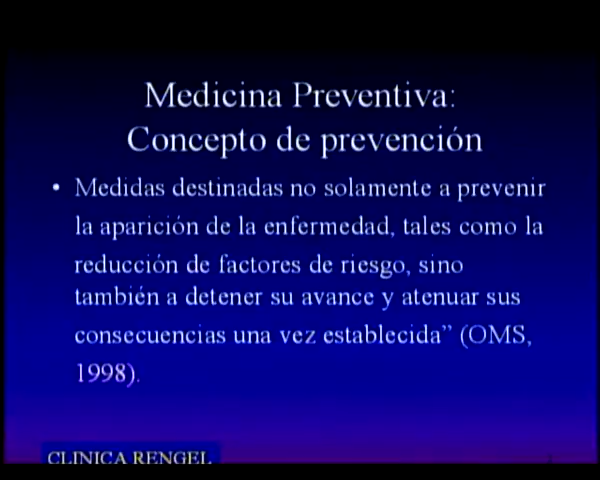 Medicina Preventiva:
Concepto de prevención
• Medidas destinadas no solamente a prevenir
la aparición de la enfermedad, tales como la
reducción de factores de riesgo, sino
también a detener su avance y atenuar sus
consecuencias una vez establecida” (OMS,
1998).
CLINICA RENGEL